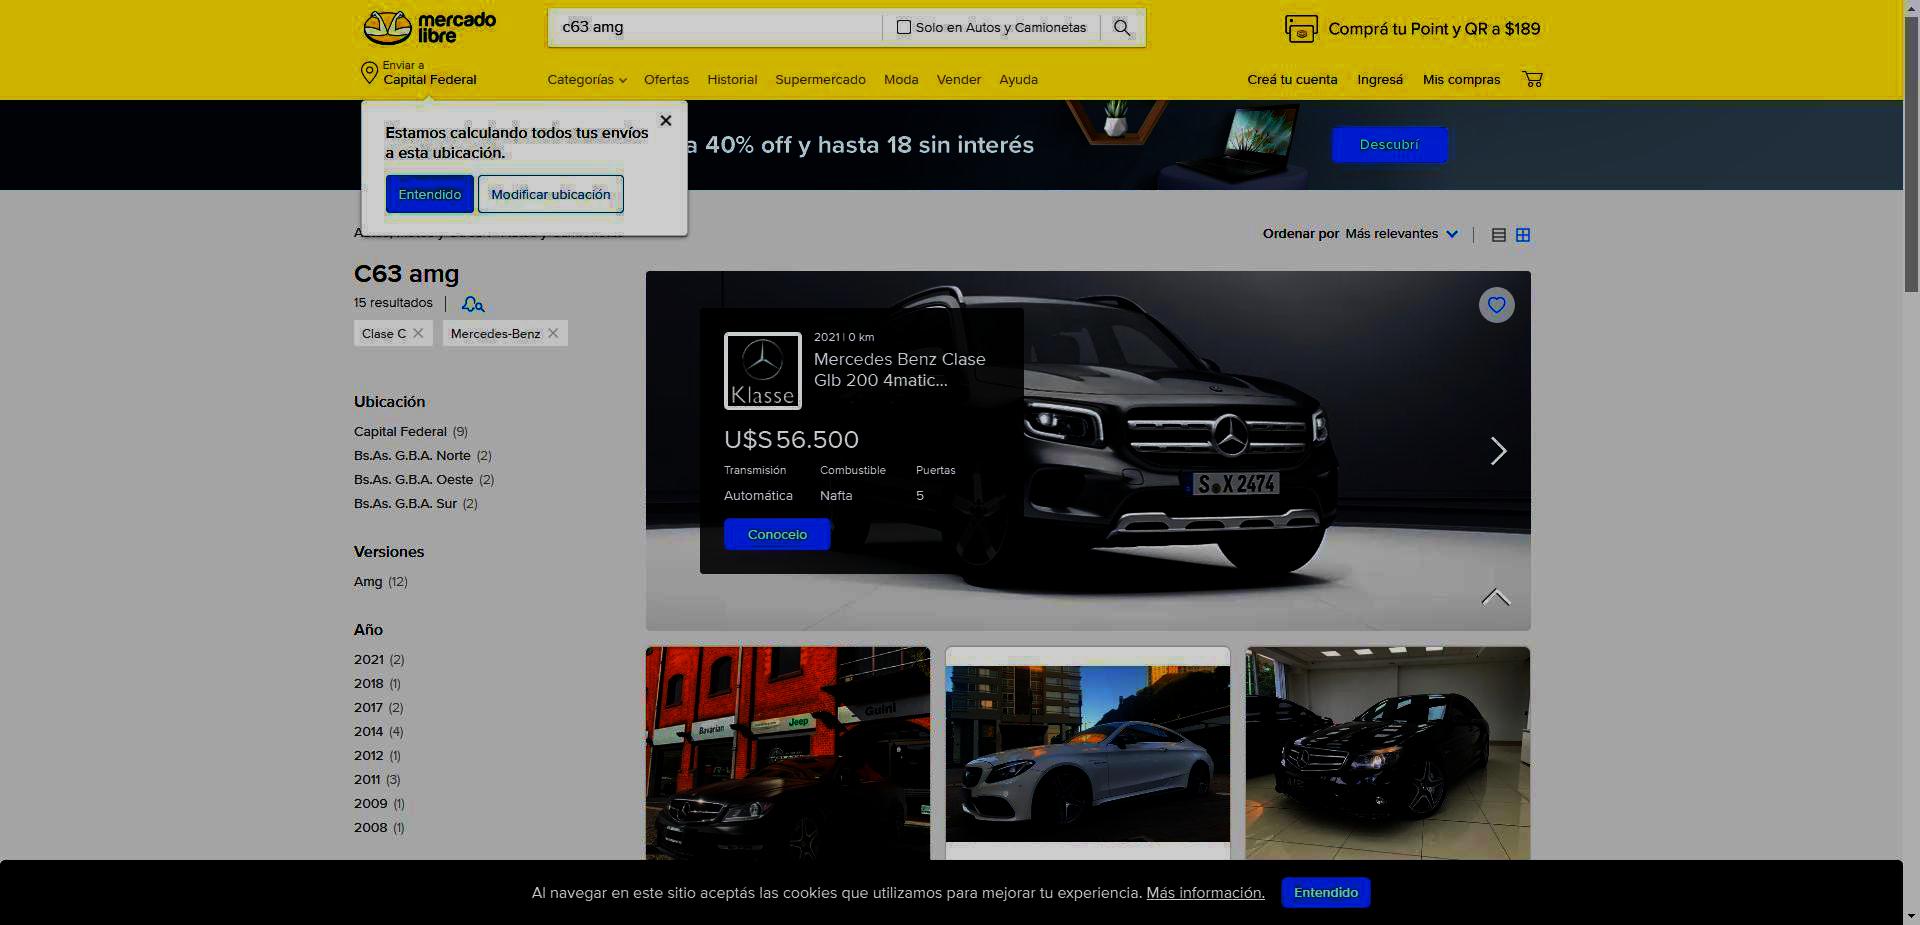 mercado
libre
c63 amg
Solo en Autos y Camionetas
Comprá tu Point y QR a $189
Enviar a
Capital Federal
Categorías
Ofertas
Historial
Supermercado
Moda
Vender
Ayuda
Creá tu cuenta
Ingresá
Mis compras
Estamos calculando todos tus envíos
a esta ubicación.
Entendido
Modificar ubicación
a 40% off y hasta 18 sin interés
Descubrí
Ordenar por Más relevantes
C63 amg
15 resultados
Clase C
Mercedes-Benz
Ubicación
Capital Federal (9)
Bs.As. G.B.A. Norte (2)
Bs.As. G.B.A. Oeste (2)
Bs.As. G.B.A. Sur (2)
Versiones
Amg (12)
Año
2021 (2)
2018 (1)
2017 (2)
2014 (4)
2012 (1)
2011 (3)
2009 (1)
2008 (1)
Klasse
2021 | 0 km
Mercedes Benz Clase
Glb 200 4matic...
U$S 56.500
Transmisión Combustible Puertas
Automática Nafta 5
Conocelo
S X 2474
Bavarian
Jeep
Guini
Al navegar en este sitio aceptás las cookies que utilizamos para mejorar tu experiencia. Más información.
Entendido